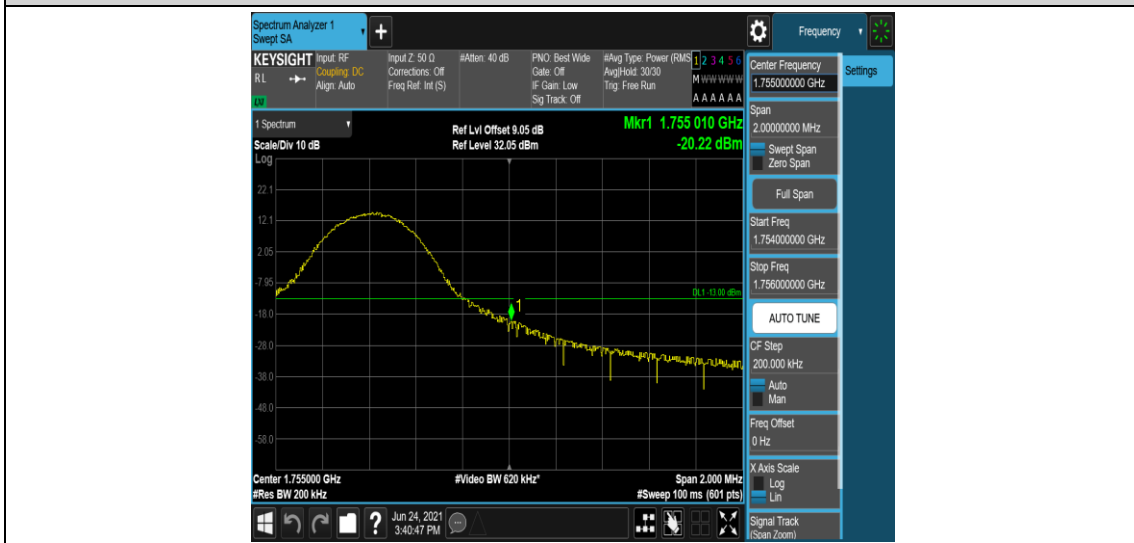 Spectrum Analyzer 1
Swept SA
Frequency
KEYSIGHT
RL
Input: RF
Coupling: DC
Align: Auto
Input Z: 50 Ω
Corrections: Off
Freq Ref: Int (S)
#Atten: 40 dB
PNO: Best Wide
Gate: Off
IF Gain: Low
Sig Track: Off
#Avg Type: Power (RMS
Avg|Hold: 30/30
Trig: Free Run
1 2 3 4 5 6
M W W W W W
A A A A A A
1 Spectrum
Scale/Div 10 dB
Ref Lvl Offset 9.05 dB
Ref Level 32.05 dBm
Mkr1 1.755 010 GHz
-20.22 dBm
Log
22.1
12.1
2.05
-7.95
-18.0
-28.0
-38.0
-48.0
-58.0
DL1 -13.00 dBm
1
Center 1.755000 GHz
#Res BW 200 kHz
#Video BW 620 kHz*
Span 2.000 MHz
#Sweep 100 ms (601 pts)
Jun 24, 2021
3:40:47 PM
Center Frequency
1.755000000 GHz
Settings
Span
2.00000000 MHz
Swept Span
Zero Span
Full Span
Start Freq
1.754000000 GHz
Stop Freq
1.756000000 GHz
AUTO TUNE
CF Step
200.000 kHz
Auto
Man
Freq Offset
0 Hz
X Axis Scale
Log
Lin
Signal Track
(Span Zoom)